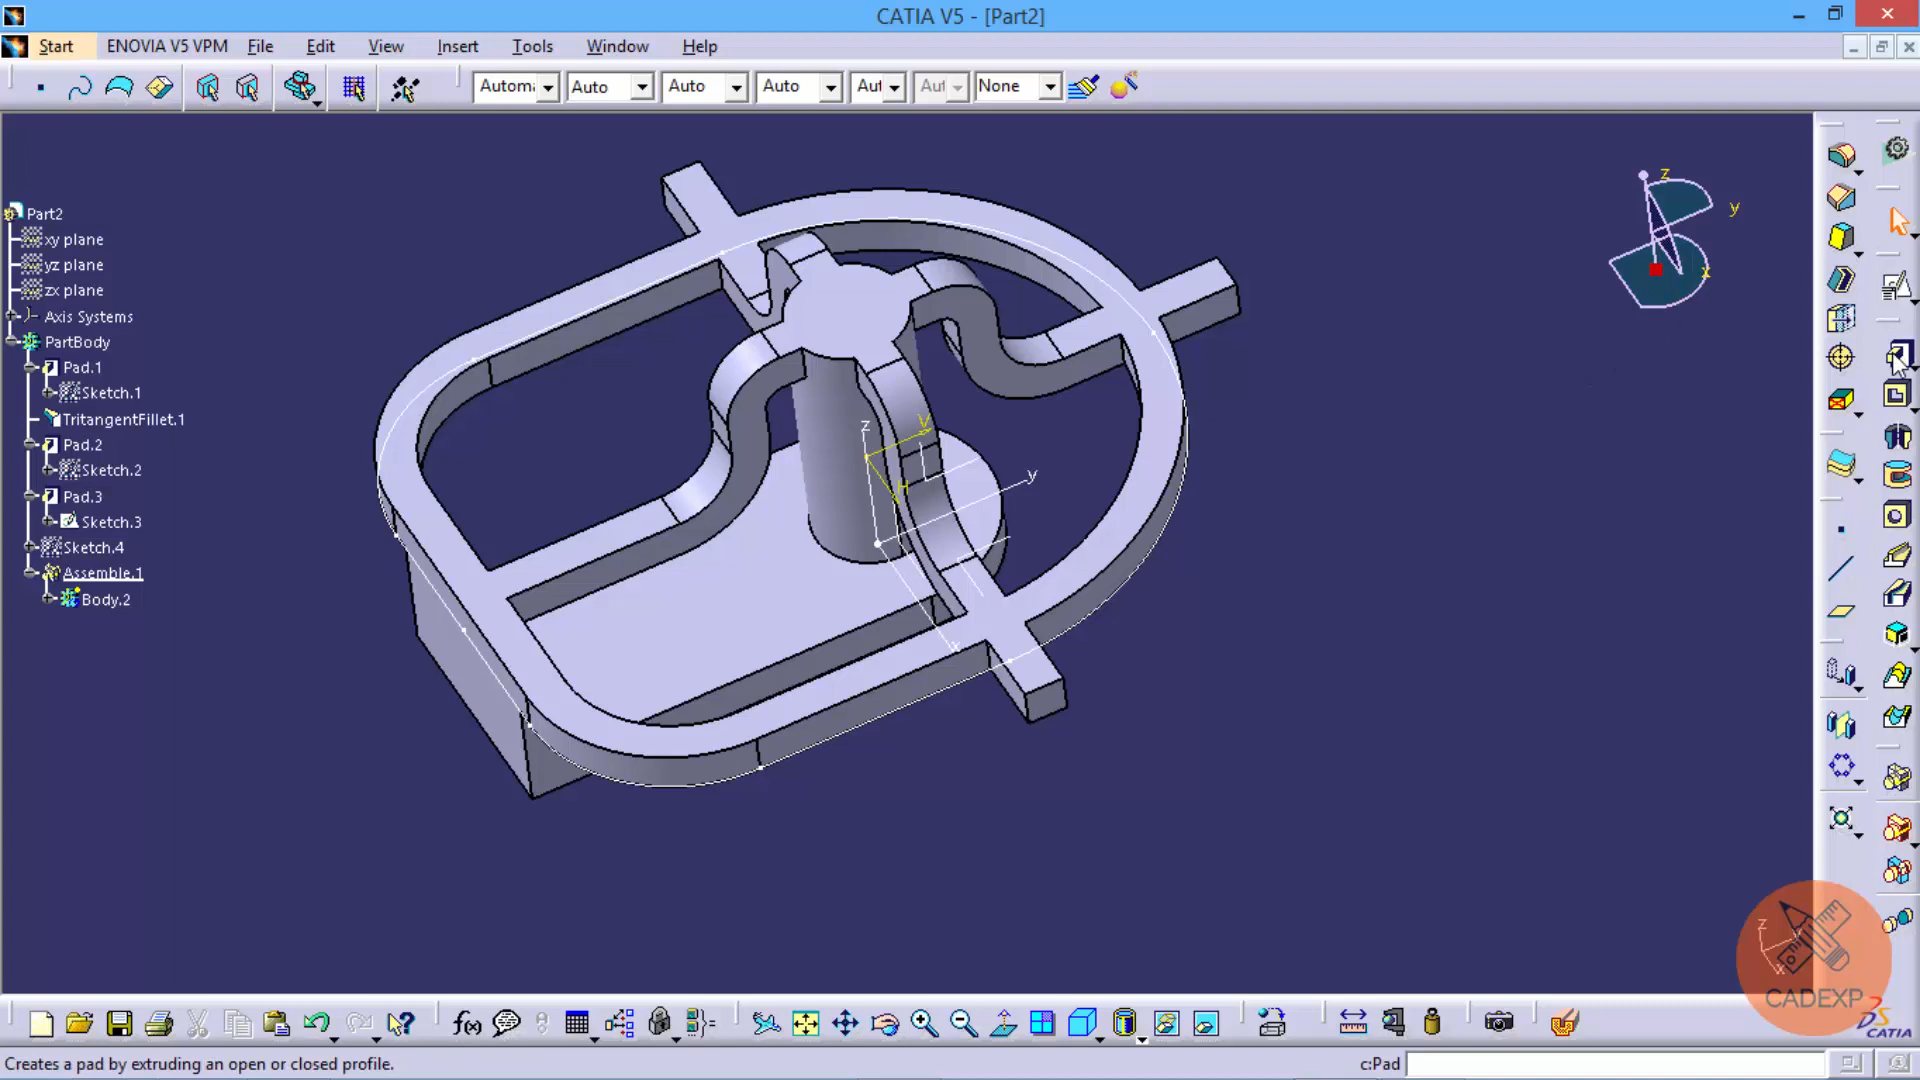 CATIA V5 - [Part2]
Start ENOVIA V5 VPM File Edit View Insert Tools Window Help
Auto Auto Auto None
z
y
x
Part2
xy plane
yz plane
zx plane
Axis Systems
PartBody
Pad.1
Sketch.1
TritangentFillet.1
Pad.2
Sketch.2
Pad.3
Sketch.3
Sketch.4
Assemble.1
Body.2
z
V
H
y
x
z
x
CADEXP
CATIA
f(x)
Creates a pad by extruding an open or closed profile.
c:Pad